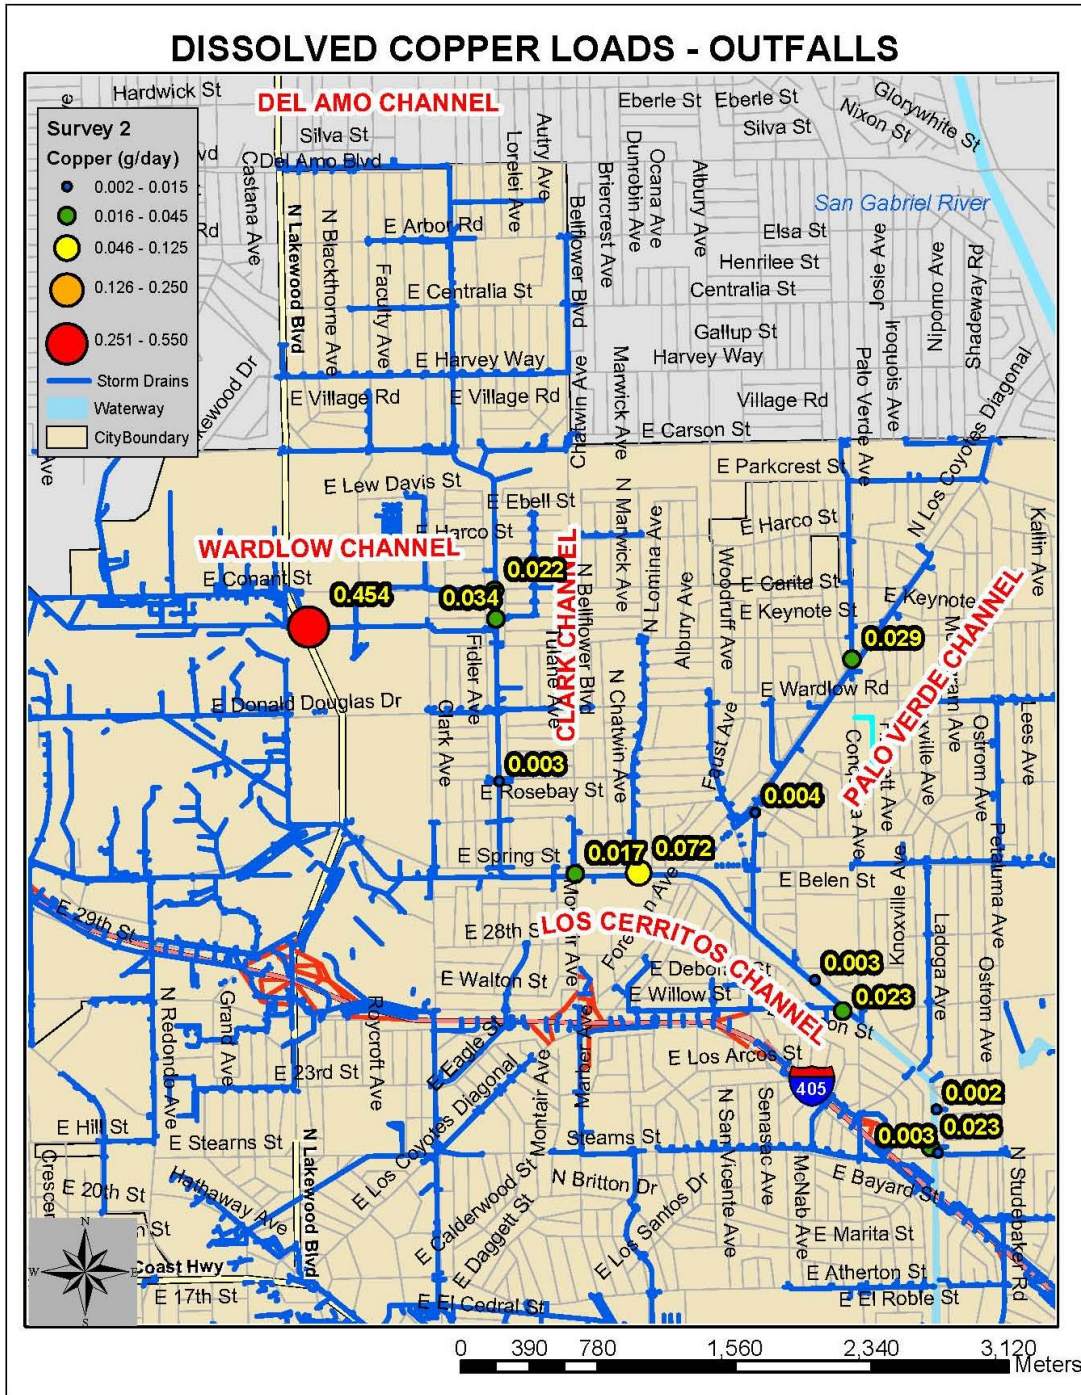 DISSOLVED COPPER LOADS - OUTFALLS
Survey 2
Copper (g/day)
0.002 - 0.015
0.016 - 0.045
0.046 - 0.125
0.126 - 0.250
0.251 - 0.550
Storm Drains
Waterway
CityBoundary
Hardwick St
DEL AMO CHANNEL
Silva St
Del Amo Blvd
Castana Ave
N Lakewood Blvd
N Blackthorne Ave
Faculty Ave
Lorelei Ave
Autry Ave
Bellflower Blvd
Briercrest Ave
Dunrobin Ave
Ocana Ave
Albury Ave
Eberle St
Eberle St
Silva St
Glorywhite St
Nixon St
San Gabriel River
Elsa St
Henrilee St
Centralia St
Gallup St
Harvey Way
Village Rd
Josie Ave
Iroquois Ave
Nipomo Ave
Shadeway Rd
Palo Verde Ave
E Arbor Rd
E Centralia St
E Harvey Way
E Village Rd
E Village Rd
Chatwin Ave
Marwick Ave
E Carson St
E Parkcrest St
N Los Coyotes Diagonal
Kallin Ave
E Lew Davis St
E Ebell St
E Harco St
N Marwick Ave
N Lomina Ave
E Harco St
WARDLOW CHANNEL
E Conant St
0.454
0.034
0.022
CLARK CHANNEL
N Bellflower Blvd
Albury Ave
Woodruff Ave
E Carita St
E Keynote St
E Keynote
0.029
PALO VERDE CHANNEL
E Wardlow Rd
E Donald Douglas Dr
Clark Ave
Fidler Ave
Tulane Ave
N Chatwin Ave
Faust Ave
Ostrom Ave
Lees Ave
0.003
E Rosebay St
0.004
E Spring St
0.017
0.072
E Belen St
Knoxville Ave
Petaluma Ave
Ladoga Ave
Ostrom Ave
E 29th St
E 28th S
LOS CERRITOS CHANNEL
E Walton St
E Willow St
0.003
0.023
N Redondo Ave
Grand Ave
Roycroft Ave
E 23rd St
E Eagle St
E Los Coyotes Diagonal
Montair Ave
E Los Arcos St
405
0.002
0.023
0.003
E Hill St
E Stearns St
Stearns St
N Britton Dr
E Los Santos Dr
N San Vicente Ave
Senasac Ave
McNab Ave
E Bayard St
N Studebaker Rd
E 20th St
Hathaway Ave
N Lakewood Blvd
E Calderwood St
E Daggett St
E Marita St
E Atherton St
E El Roble St
Coast Hwy
E 17th St
E El Cedral St
N
W
E
S
0 390 780 1,560 2,340 3,120
Meters